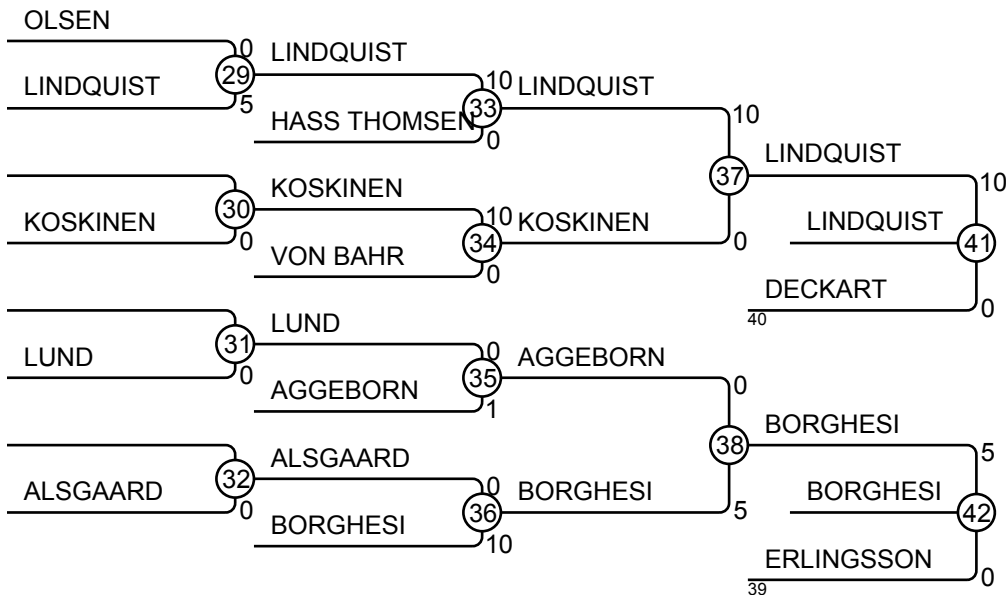 OLSEN
0
29
LINDQUIST
LINDQUIST
5
10
33
LINDQUIST
HASS THOMSEN
0
10
37
LINDQUIST
KOSKINEN
30
KOSKINEN
0
10
34
KOSKINEN
0
VON BAHR
0
10
LINDQUIST
41
DECKART
40
0
LUND
31
LUND
0
0
35
AGGEBORN
AGGEBORN
1
0
38
BORGHESI
ALSGAARD
32
ALSGAARD
0
0
36
BORGHESI
5
BORGHESI
10
5
BORGHESI
42
ERLINGSSON
39
0